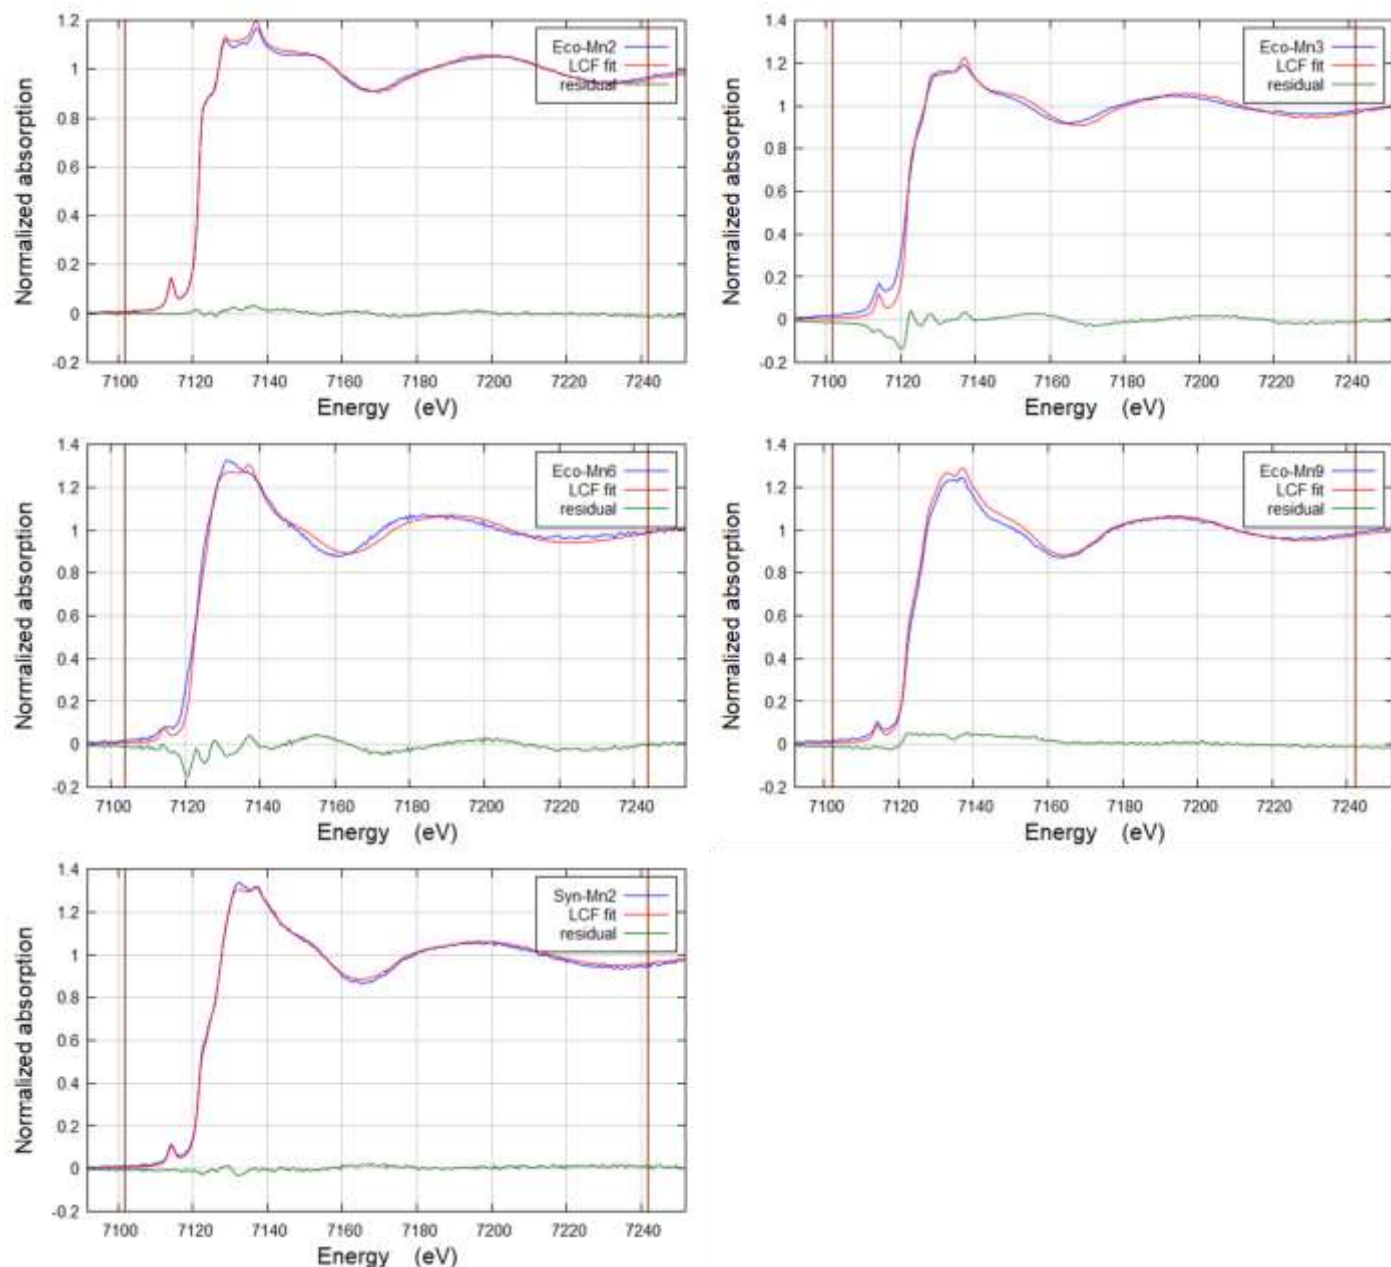 1.2
1
0.8
0.6
0.4
0.2
0
-0.2
Normalized absorption
Eco-Mn2
LCF fit
residual
7100 7120 7140 7160 7180 7200 7220 7240
Energy (eV)
1.4
1.2
1
0.8
0.6
0.4
0.2
0
-0.2
Normalized absorption
Eco-Mn3
LCF fit
residual
7100 7120 7140 7160 7180 7200 7220 7240
Energy (eV)
1.4
1.2
1
0.8
0.6
0.4
0.2
0
-0.2
Normalized absorption
Eco-Mn6
LCF fit
residual
7100 7120 7140 7160 7180 7200 7220 7240
Energy (eV)
1.4
1.2
1
0.8
0.6
0.4
0.2
0
-0.2
Normalized absorption
Eco-Mn9
LCF fit
residual
7100 7120 7140 7160 7180 7200 7220 7240
Energy (eV)
1.4
1.2
1
0.8
0.6
0.4
0.2
0
-0.2
Normalized absorption
Syn-Mn2
LCF fit
residual
7100 7120 7140 7160 7180 7200 7220 7240
Energy (eV)